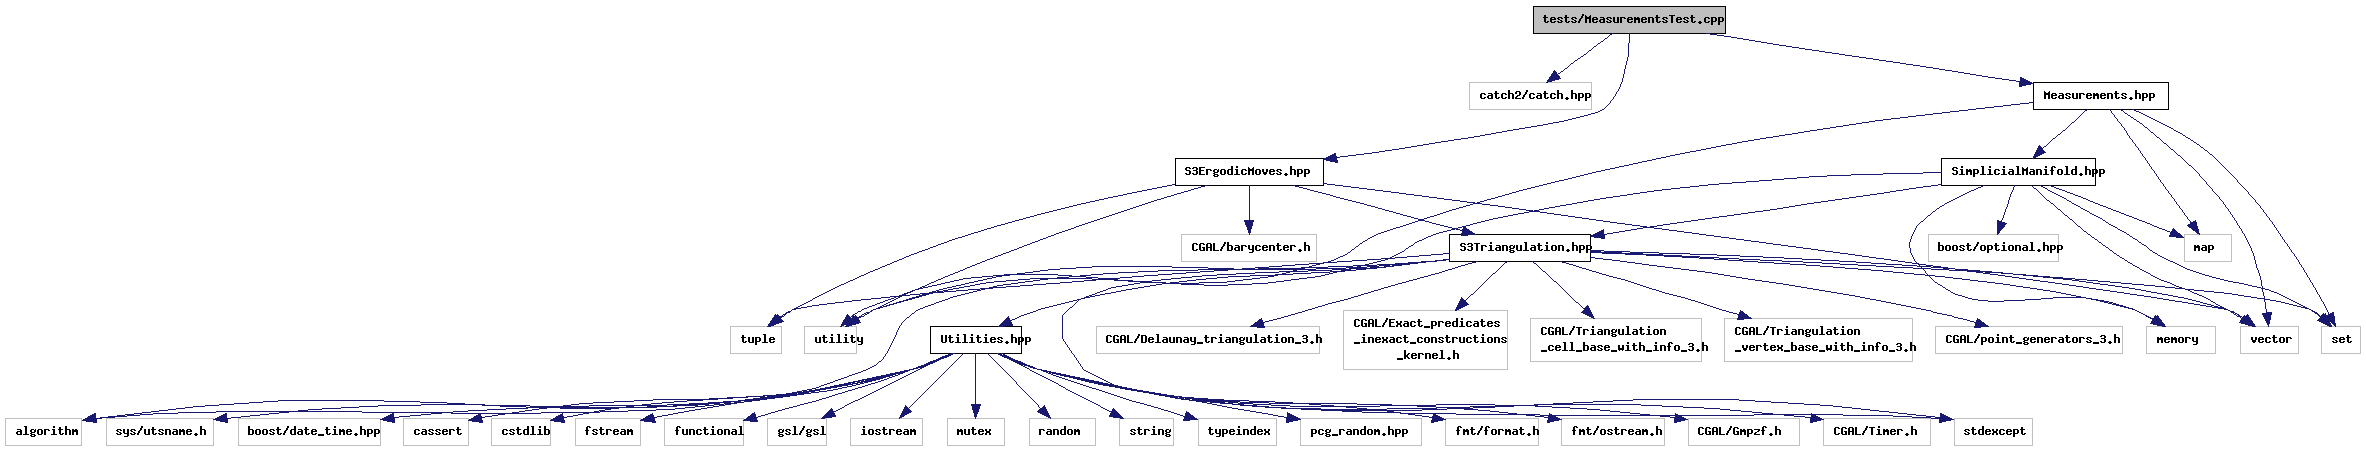 tests/MeasurementsTest.cpp
catch2/catch.hpp
Measurements.hpp
S3ErgodicMoves.hpp
SimplicialManifold.hpp
CGAL/barycenter.h
S3Triangulation.hpp
boost/optional.hpp
map
tuple
utility
Utilities.hpp
CGAL/Delaunay_triangulation_3.h
CGAL/Exact_predicates
_inexact_constructions
_kernel.h
CGAL/Triangulation
_cell_base_with_info_3.h
CGAL/Triangulation
_vertex_base_with_info_3.h
CGAL/point_generators_3.h
memory
vector
set
algorithm
sys/utsname.h
boost/date_time.hpp
cassert
cstdlib
fstream
functional
gsl/gsl
iostream
mutex
random
string
typeindex
pcg_random.hpp
fmt/format.h
fmt/ostream.h
CGAL/Gmpzf.h
CGAL/Timer.h
stdexcept